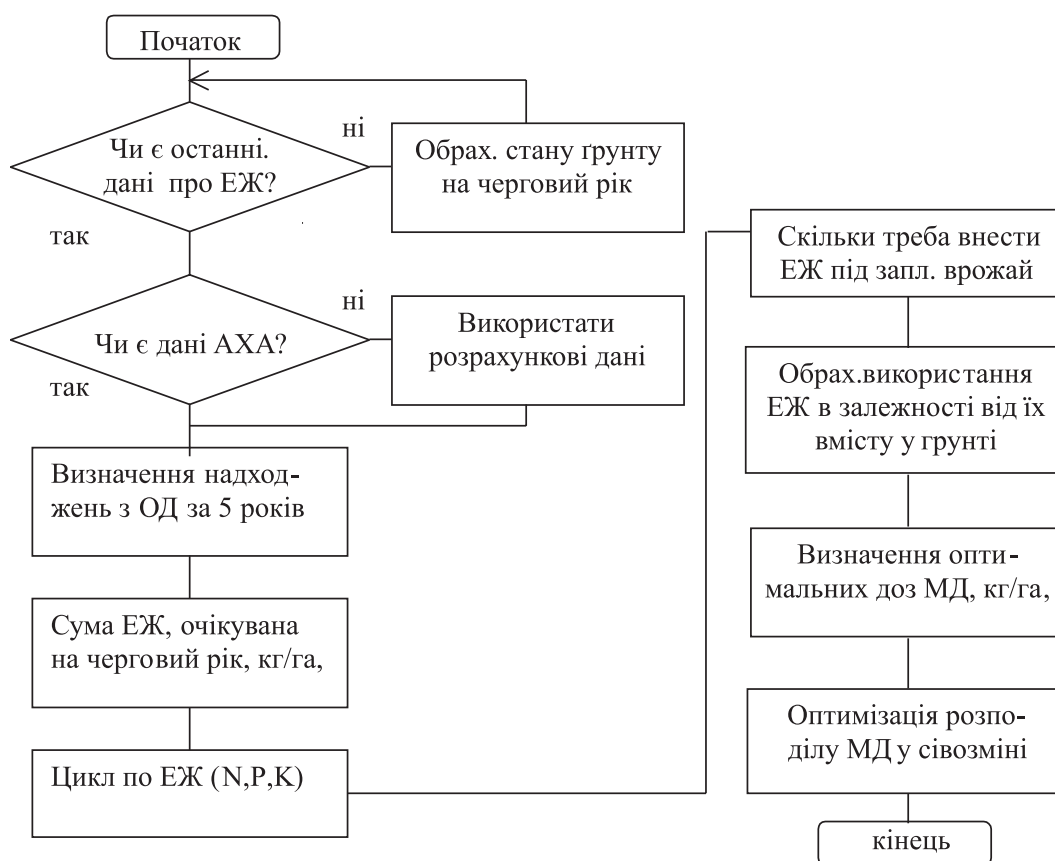 Початок
Чи є останні.
дані про ЕЖ?
ні
Обрах. стану ґрунту
на черговий рік
так
Чи є дані АХА?
ні
Використати
розрахункові дані
так
Визначення надход-
жень з ОД за 5 років
Сума ЕЖ, очікувана
на черговий рік, кг/га,
Цикл по ЕЖ (N,P,K)
Скільки треба внести
ЕЖ під запл. врожай
Обрах.використання
ЕЖ в залежності від їх
вмісту у грунті
Визначення опти-
мальних доз МД, кг/га,
Оптимізація розпо-
ділу МД у сівозміні
кінець